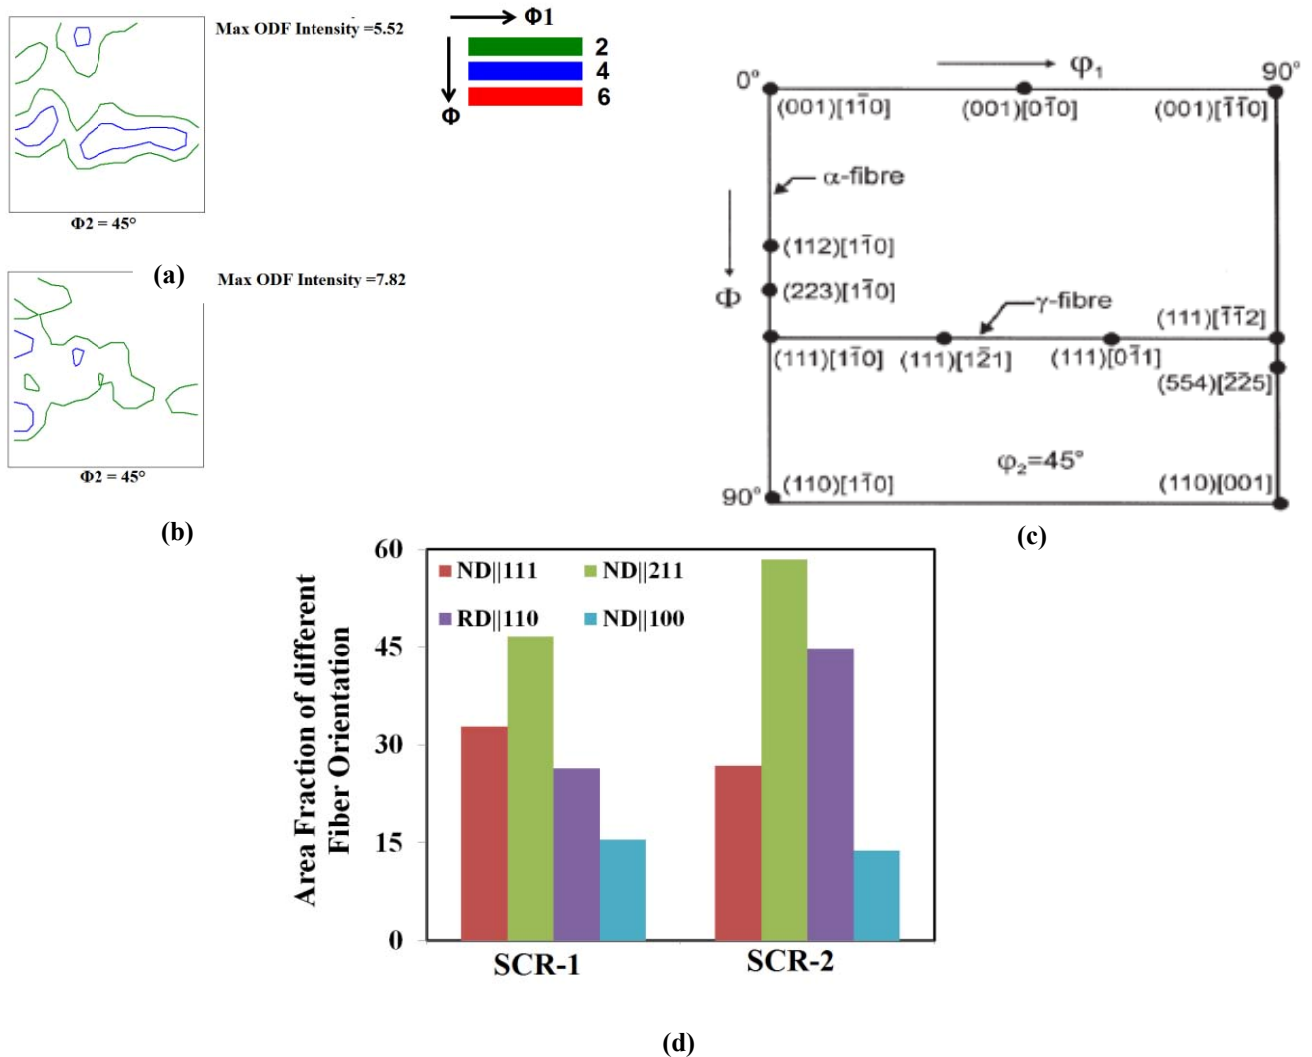 Max ODF Intensity =5.52
Φ2 = 45°
(a)
Max ODF Intensity =7.82
Φ2 = 45°
(b)
Φ1
Φ
2
4
6
φ₁
0°
90°
(001)[11̄0]
(001)[01̄0]
(001)[1̄1̄0]
α-fibre
(112)[11̄0]
Φ
(223)[11̄0]
γ-fibre
(111)[1̄1̄2]
(111)[11̄0]
(111)[12̄1]
(111)[01̄1]
(554)[2̄2̄5]
φ₂=45°
90°
(110)[11̄0]
(110)[001]
(c)
Area Fraction of different
Fiber Orientation
60
45
30
15
0
ND||111
ND||211
RD||110
ND||100
SCR-1
SCR-2
(d)